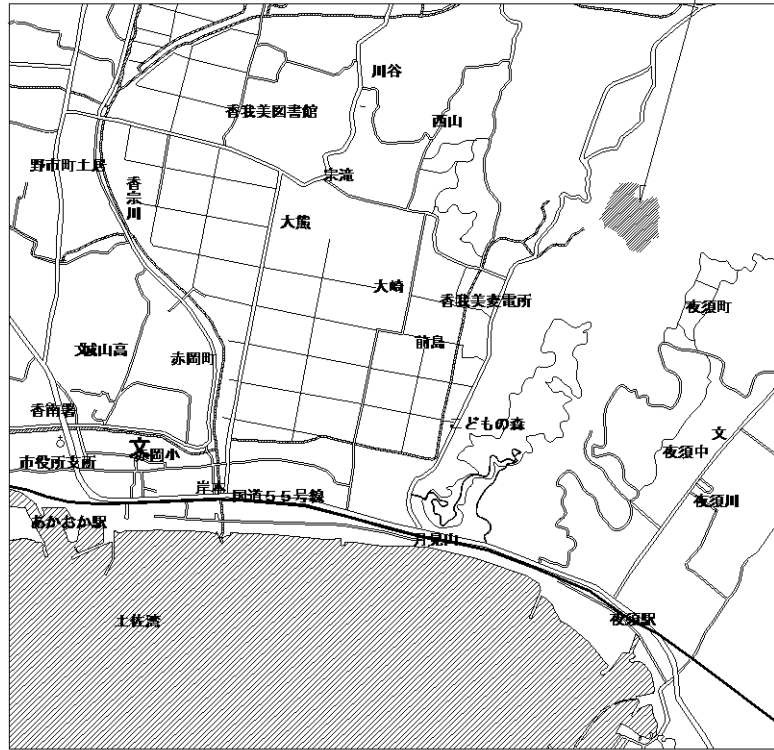 川谷
香我美図書館
西山
野市町土居
宗滝
香宗川
大熊
大崎
香我美変電所
夜須町
前島
文
城山高
赤岡町
香南署
こどもの森
文
文
赤岡小
夜須中
市役所支所
岸本
国道55号線
夜須川
あかおか駅
月見山
土佐湾
夜須駅